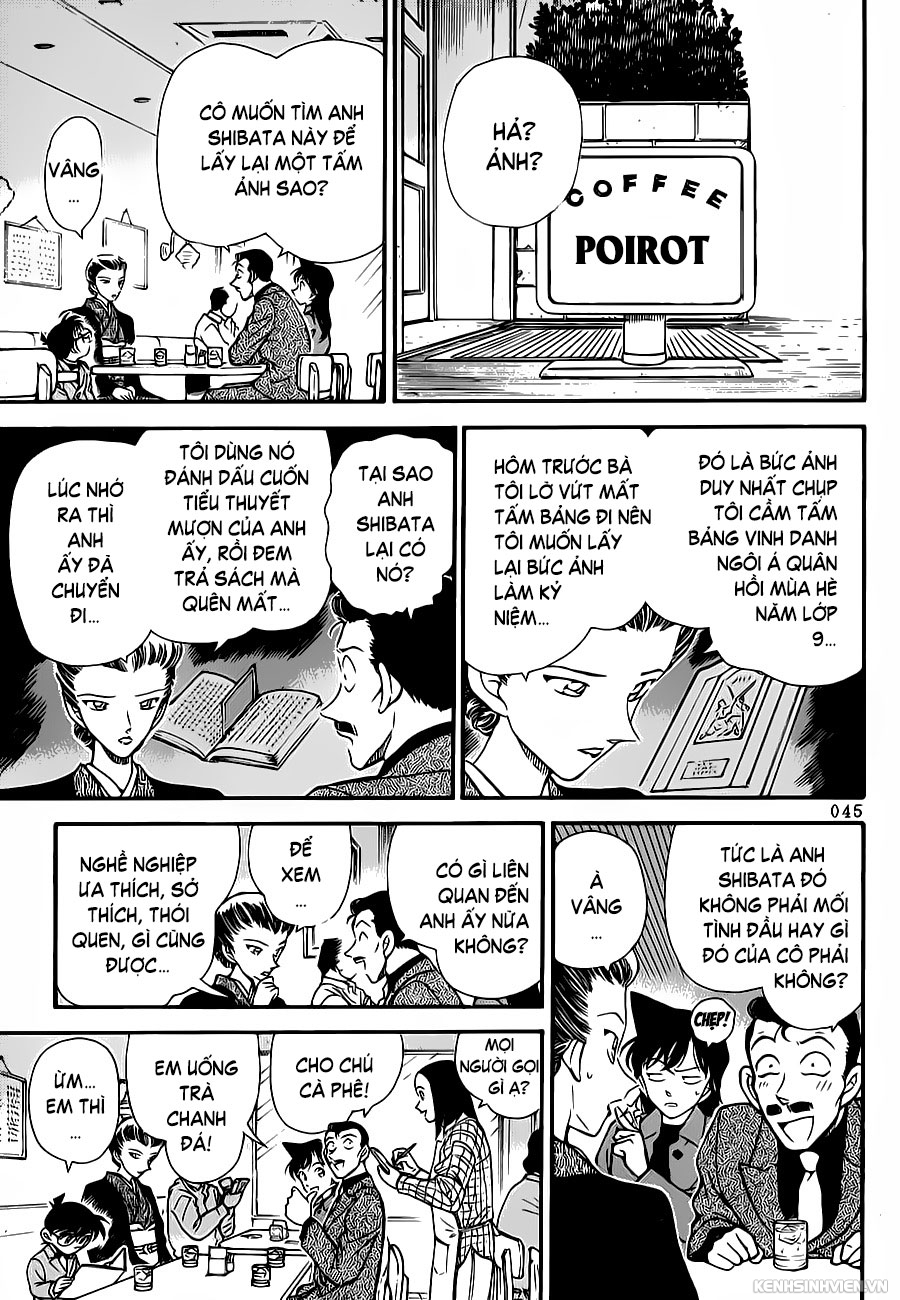 HẢ?
ẢNH?
COFFEE
POIROT
CÔ MUỐN TÌM ANH
SHIBATA NÀY ĐỂ
LẤY LẠI MỘT TẤM
ẢNH SAO?
VÂNG
...
ĐÓ LÀ BỨC ẢNH
DUY NHẤT CHỤP
TÔI CẦM TẤM
BẢNG VINH DANH
NGÔI Á QUÂN
HỒI MÙA HÈ
NĂM LỚP
9...
HÔM TRƯỚC BÀ
TÔI LỠ VỨT MẤT
TẤM BẢNG ĐI NÊN
TÔI MUỐN LẤY
LẠI BỨC ẢNH
LÀM KỶ
NIỆM...
TẠI SAO
ANH
SHIBATA
LẠI CÓ
NÓ?
TÔI DÙNG NÓ
ĐÁNH DẤU CUỐN
TIỂU THUYẾT
MƯỢN CỦA ANH
ẤY, RỒI ĐEM
TRẢ SÁCH MÀ
QUÊN MẤT...
LÚC NHỚ
RA THÌ
ANH
ẤY ĐÃ
CHUYỂN
ĐI...
045
TỨC LÀ ANH
SHIBATA ĐÓ
KHÔNG PHẢI MỐI
TÌNH ĐẦU HAY GÌ
ĐÓ CỦA CÔ PHẢI
KHÔNG?
À
VÂNG
...
CHẸP!
CÓ GÌ LIÊN
QUAN ĐẾN
ANH ẤY NỮA
KHÔNG?
ĐỂ
XEM
...
NGHỀ NGHIỆP
ƯA THÍCH, SỞ
THÍCH, THÓI
QUEN, GÌ CŨNG
ĐƯỢC...
MỌI
NGƯỜI GỌI
GÌ Ạ?
CHO CHÚ
CÀ PHÊ!
EM UỐNG
TRÀ
CHANH
ĐÁ!
ỪM...
EM THÌ
...
KENHSINHVIEN.VN